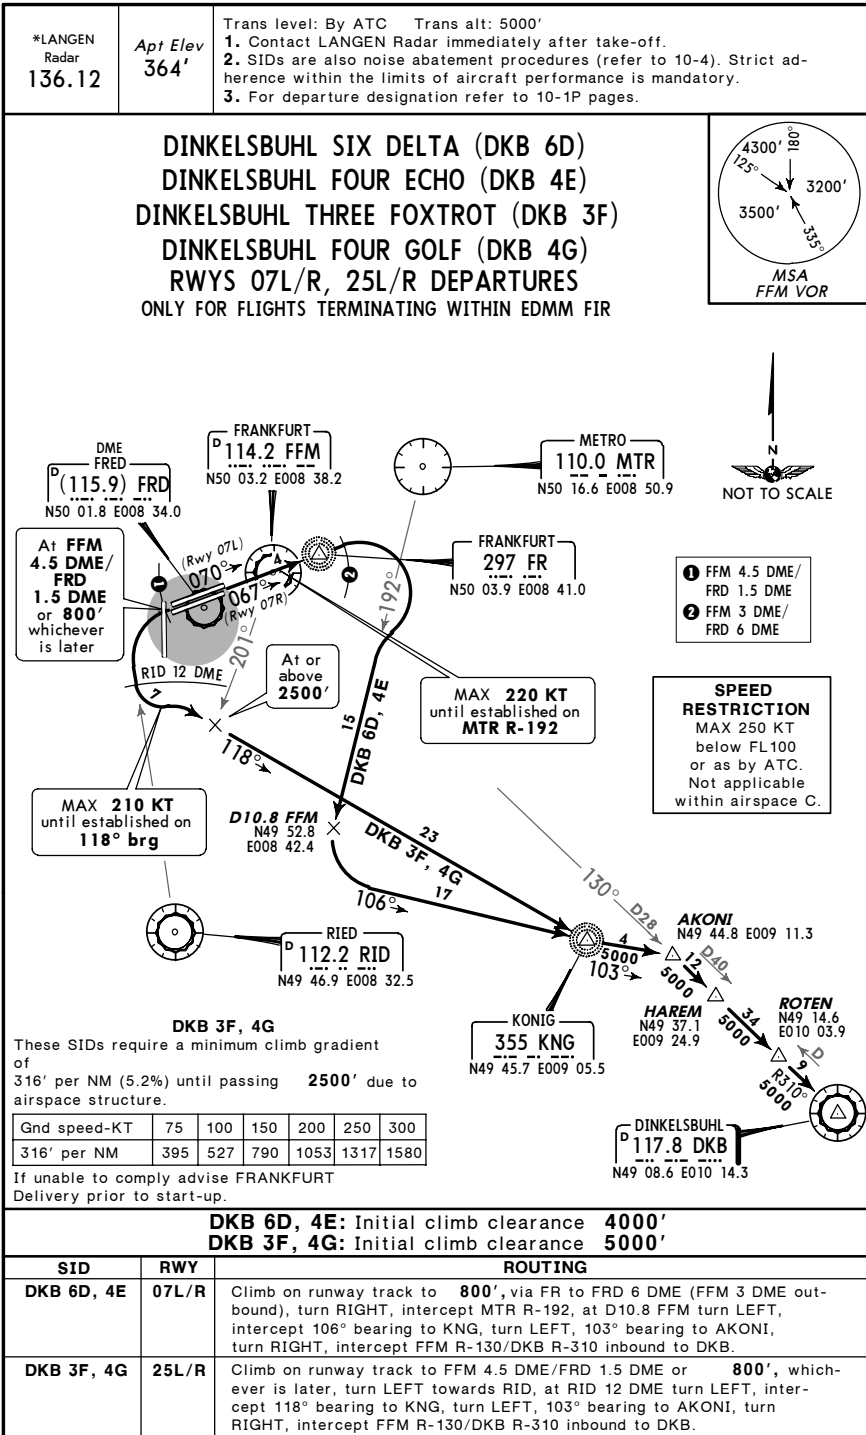 *LANGEN
Radar
136.12
Apt Elev
364'
Trans level: By ATC Trans alt: 5000'
1. Contact LANGEN Radar immediately after take-off.
2. SIDs are also noise abatement procedures (refer to 10-4). Strict ad-
herence within the limits of aircraft performance is mandatory.
3. For departure designation refer to 10-1P pages.
DINKELSBUHL SIX DELTA (DKB 6D)
DINKELSBUHL FOUR ECHO (DKB 4E)
DINKELSBUHL THREE FOXTROT (DKB 3F)
DINKELSBUHL FOUR GOLF (DKB 4G)
RWYS 07L/R, 25L/R DEPARTURES
ONLY FOR FLIGHTS TERMINATING WITHIN EDMM FIR
4300'
180°
125°
3200'
3500'
335°
MSA
FFM VOR
N
NOT TO SCALE
DME
FRED
D (115.9) FRD
N50 01.8 E008 34.0
FRANKFURT
D 114.2 FFM
N50 03.2 E008 38.2
METRO
110.0 MTR
N50 16.6 E008 50.9
FRANKFURT
297 FR
N50 03.9 E008 41.0
At FFM
4.5 DME/
FRD
1.5 DME
or 800'
whichever
is later
1
(Rwy 07L)
070°
4
067°
(Rwy 07R)
2
192°
201°
1 FFM 4.5 DME/
FRD 1.5 DME
2 FFM 3 DME/
FRD 6 DME
RID 12 DME
7
At or
above
2500'
MAX 220 KT
until established on
MTR R-192
SPEED
RESTRICTION
MAX 250 KT
below FL100
or as by ATC.
Not applicable
within airspace C.
15
DKB 6D, 4E
118°
MAX 210 KT
until established on
118° brg
D10.8 FFM
N49 52.8
E008 42.4
23
DKB 3F, 4G
17
106°
130°
D28
AKONI
N49 44.8 E009 11.3
RIED
D 112.2 RID
N49 46.9 E008 32.5
4
5000
103°
12
5000
D40
HAREM
N49 37.1
E009 24.9
KONIG
355 KNG
N49 45.7 E009 05.5
34
5000
ROTEN
N49 14.6
E010 03.9
D
9
R310°
5000
DINKELSBUHL
D 117.8 DKB
N49 08.6 E010 14.3
DKB 3F, 4G
These SIDs require a minimum climb gradient
of
316' per NM (5.2%) until passing 2500' due to
airspace structure.
Gnd speed-KT 75 100 150 200 250 300
316' per NM 395 527 790 1053 1317 1580
If unable to comply advise FRANKFURT
Delivery prior to start-up.
DKB 6D, 4E: Initial climb clearance 4000'
DKB 3F, 4G: Initial climb clearance 5000'
SID RWY ROUTING
DKB 6D, 4E 07L/R Climb on runway track to 800', via FR to FRD 6 DME (FFM 3 DME out-
bound), turn RIGHT, intercept MTR R-192, at D10.8 FFM turn LEFT,
intercept 106° bearing to KNG, turn LEFT, 103° bearing to AKONI,
turn RIGHT, intercept FFM R-130/DKB R-310 inbound to DKB.
DKB 3F, 4G 25L/R Climb on runway track to FFM 4.5 DME/FRD 1.5 DME or 800', which-
ever is later, turn LEFT towards RID, at RID 12 DME turn LEFT, inter-
cept 118° bearing to KNG, turn LEFT, 103° bearing to AKONI, turn
RIGHT, intercept FFM R-130/DKB R-310 inbound to DKB.